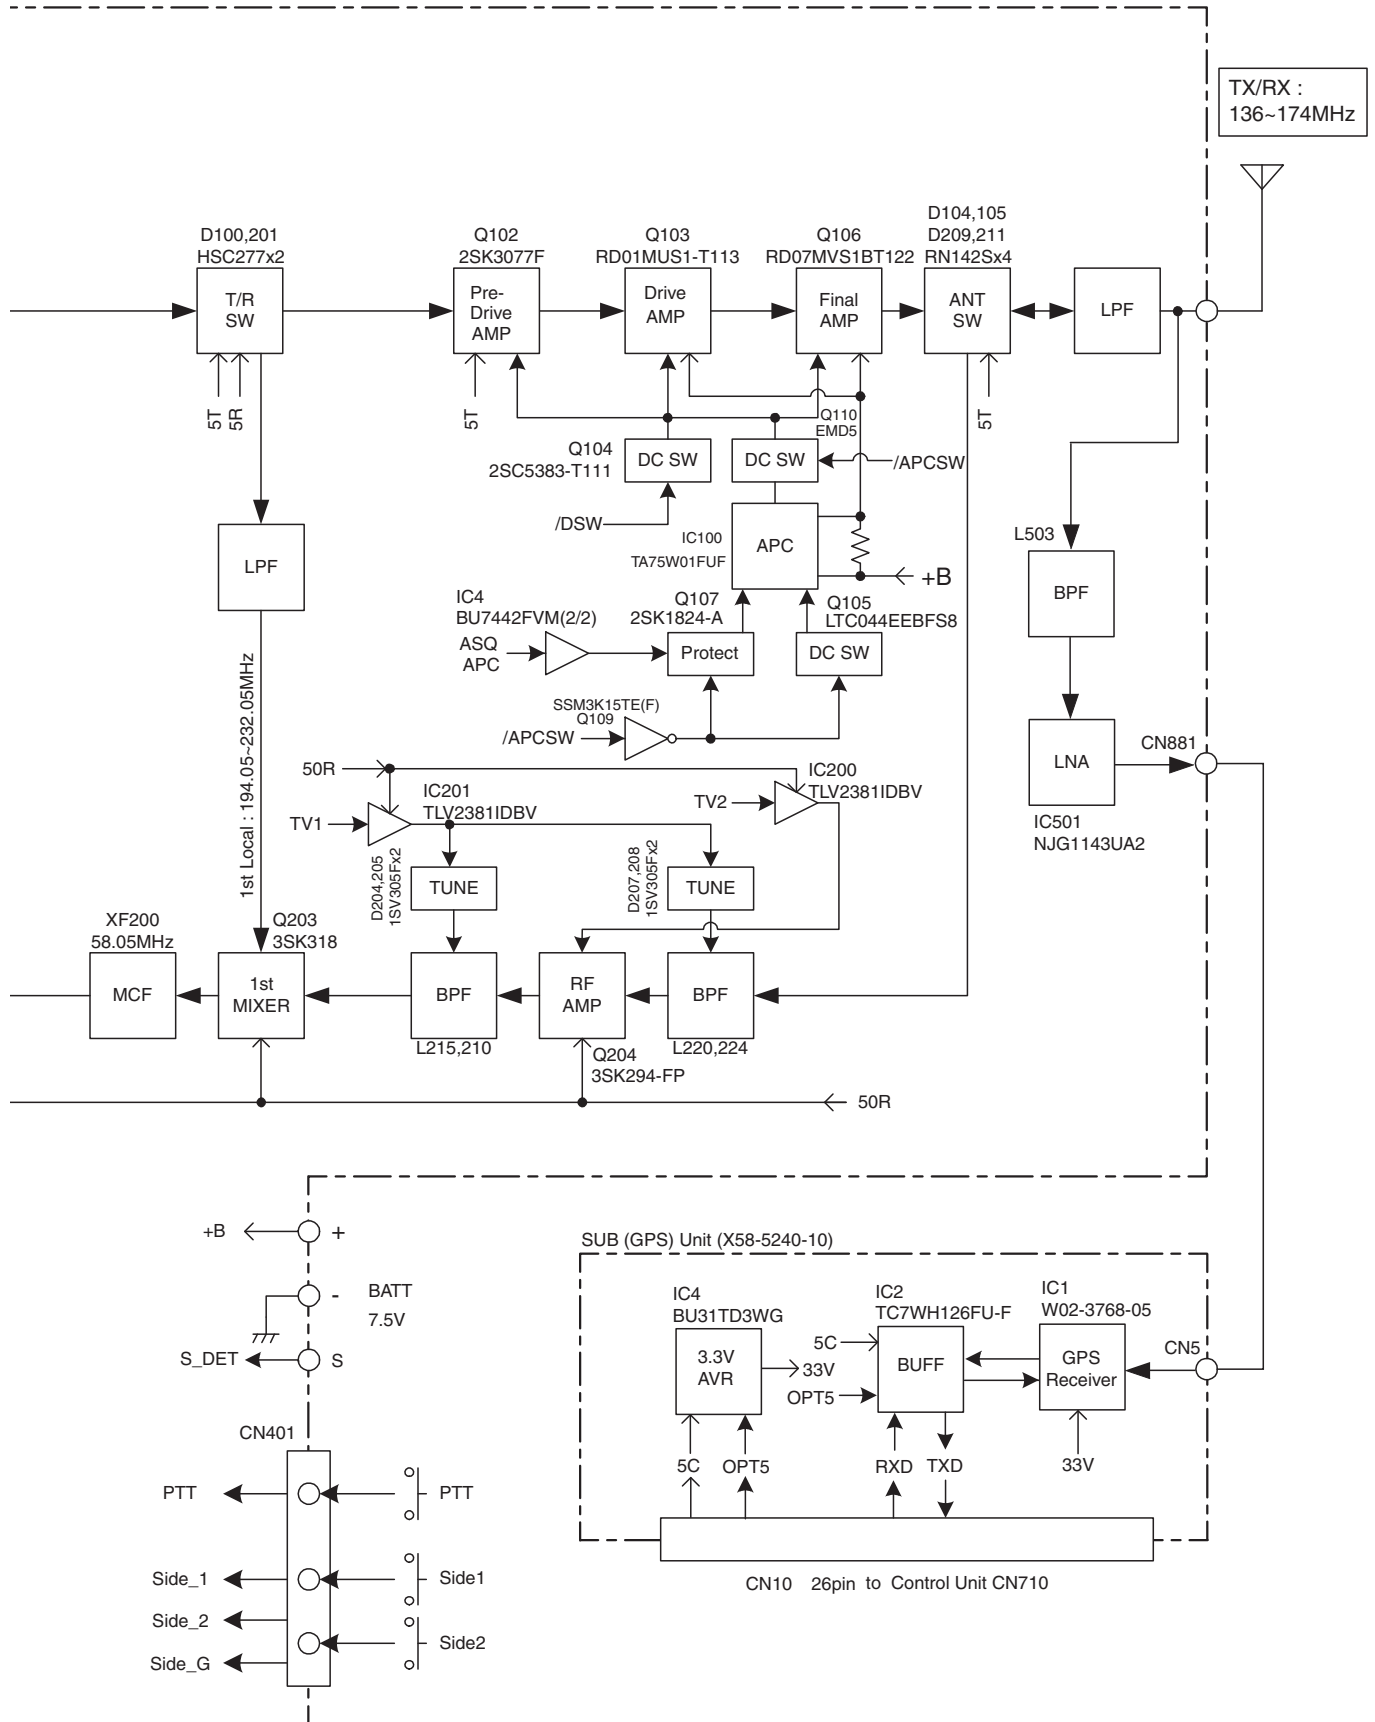 TX/RX :
136~174MHz
D100,201
HSC277x2
T/R
SW
5T
5R
Q102
2SK3077F
Pre-
Drive
AMP
5T
Q103
RD01MUS1-T113
Drive
AMP
Q106
RD07MVS1BT122
Final
AMP
D104,105
D209,211
RN142Sx4
ANT
SW
5T
LPF
Q104
2SC5383-T111
DC SW
/DSW
Q110
EMD5
DC SW
/APCSW
IC100
TA75W01FUF
APC
+B
L503
BPF
LPF
IC4
BU7442FVM(2/2)
ASQ
APC
Q107
2SK1824-A
Protect
Q105
LTC044EEBFS8
DC SW
SSM3K15TE(F)
Q109
/APCSW
LNA
IC501
NJG1143UA2
CN881
1st Local : 194.05~232.05MHz
50R
IC201
TLV2381IDBV
TV1
IC200
TLV2381IDBV
TV2
D204,205
1SV305Fx2
TUNE
D207,208
1SV305Fx2
TUNE
XF200
58.05MHz
MCF
Q203
3SK318
1st
MIXER
BPF
L215,210
RF
AMP
Q204
3SK294-FP
BPF
L220,224
50R
+B
+
-
BATT
7.5V
S_DET
S
SUB (GPS) Unit (X58-5240-10)
IC4
BU31TD3WG
3.3V
AVR
33V
5C
OPT5
IC2
TC7WH126FU-F
5C
BUFF
OPT5
RXD
TXD
IC1
W02-3768-05
GPS
Receiver
33V
CN5
CN10 26pin to Control Unit CN710
CN401
PTT
PTT
Side_1
Side1
Side_2
Side2
Side_G